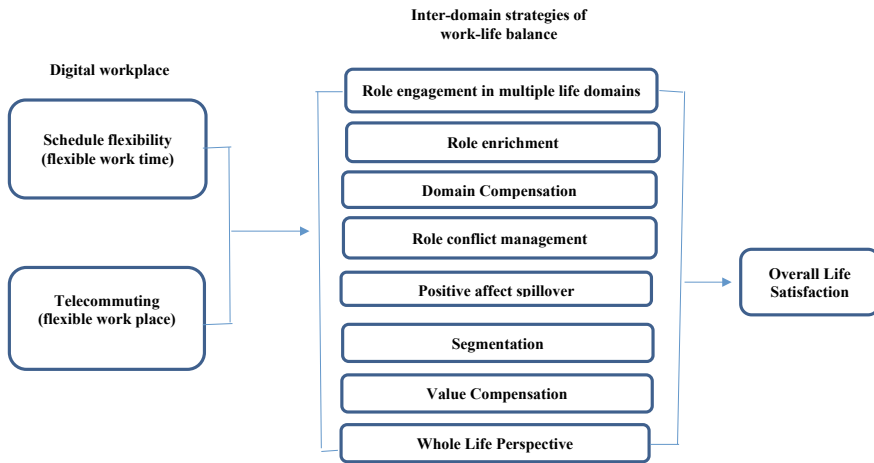 Inter-domain strategies of
work-life balance
Digital workplace
Schedule flexibility
(flexible work time)
Telecommuting
(flexible work place)
Role engagement in multiple life domains
Role enrichment
Domain Compensation
Role conflict management
Positive affect spillover
Segmentation
Value Compensation
Whole Life Perspective
Overall Life
Satisfaction